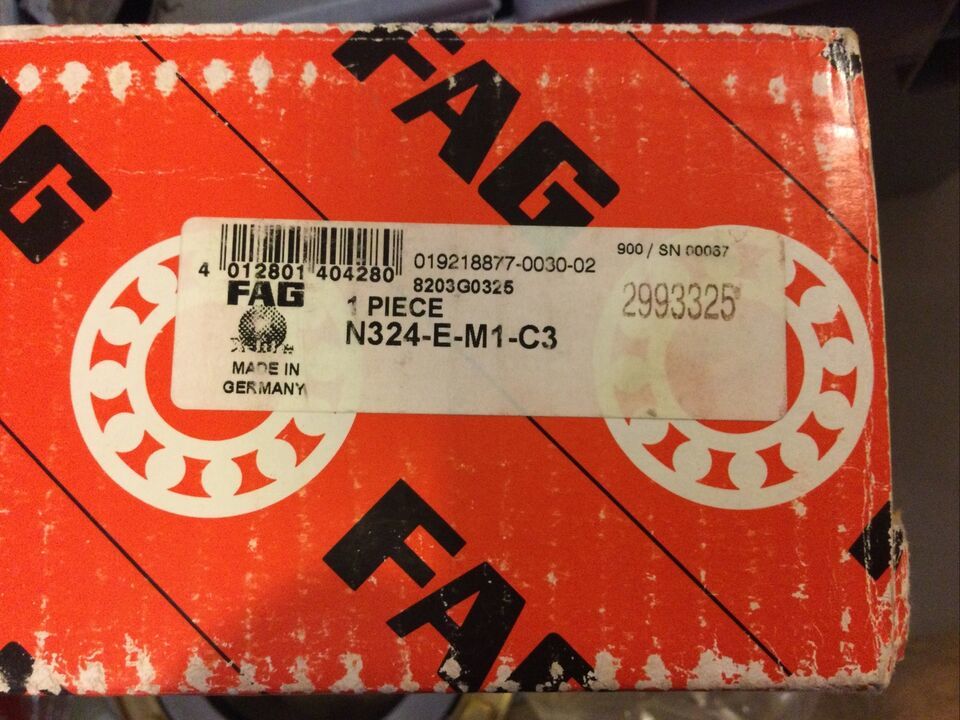 FAG
FAG
4 012801 404280
019218877-0030-02
900 / SN 00067
8203G0325
2993325
FAG
1 PIECE
N324-E-M1-C3
MADE IN
GERMANY
FAG